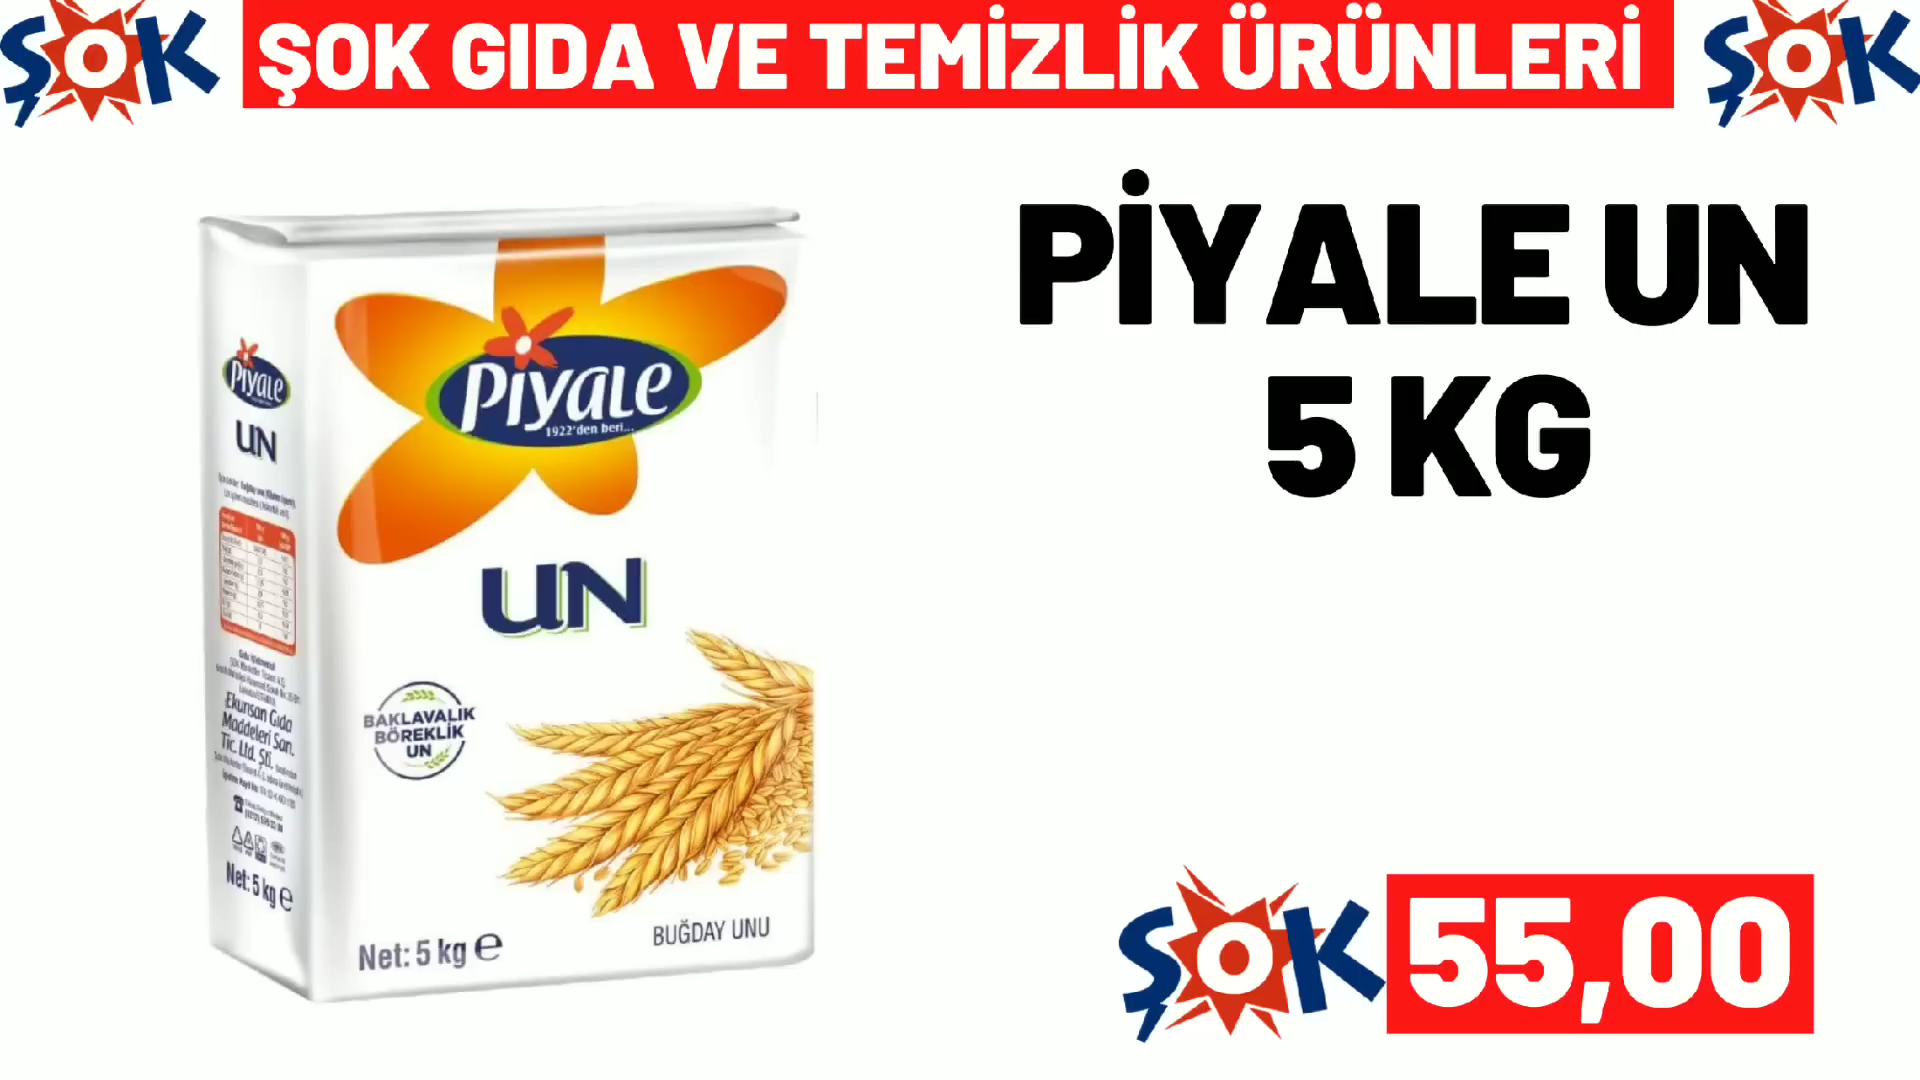 ŞOK
ŞOK GIDA VE TEMİZLİK ÜRÜNLERİ
ŞOK
PİYALE UN
5 KG
Piyale
1922'den beri...
UN
BAKLAVALIK
BÖREKLİK
UN
Net: 5 kg e
BUĞDAY UNU
Piyale
UN
Ekurisan Gıda
Maddeleri San.
Tic. Ltd. Şti.
Net: 5 kg e
ŞOK
55,00